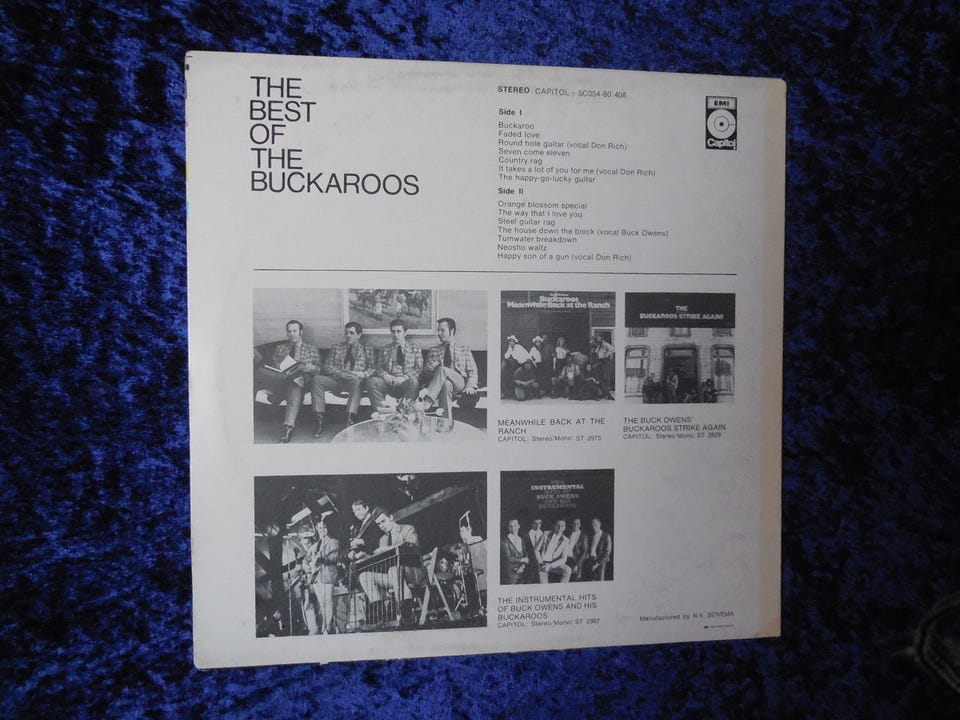 THE
BEST
OF
THE
BUCKAROOS
STEREO CAPITOL - 5C054-80 408
EMI
Capitol
Side I
Buckaroo
Faded love
Round hole guitar (vocal Don Rich)
Seven come eleven
Country rag
It takes a lot of you for me (vocal Don Rich)
The happy-go-lucky guitar
Side II
Orange blossom special
The way that I love you
Steel guitar rag
The house down the block (vocal Buck Owens)
Tumwater breakdown
Neosho waltz
Happy son of a gun (vocal Don Rich)
Buckaroos
Meanwhile Back at the Ranch
THE
BUCKAROOS STRIKE AGAIN!
MEANWHILE BACK AT THE
RANCH
CAPITOL: Stereo/Mono: ST 2973
THE BUCK OWENS'
BUCKAROOS STRIKE AGAIN
CAPITOL: Stereo/Mono: ST 2828
THE
INSTRUMENTAL
HITS OF
BUCK OWENS
AND HIS
BUCKAROOS
THE INSTRUMENTAL HITS
OF BUCK OWENS AND HIS
BUCKAROOS
CAPITOL: Stereo/Mono: ST 2367
Manufactured by N.V. BOVEMA